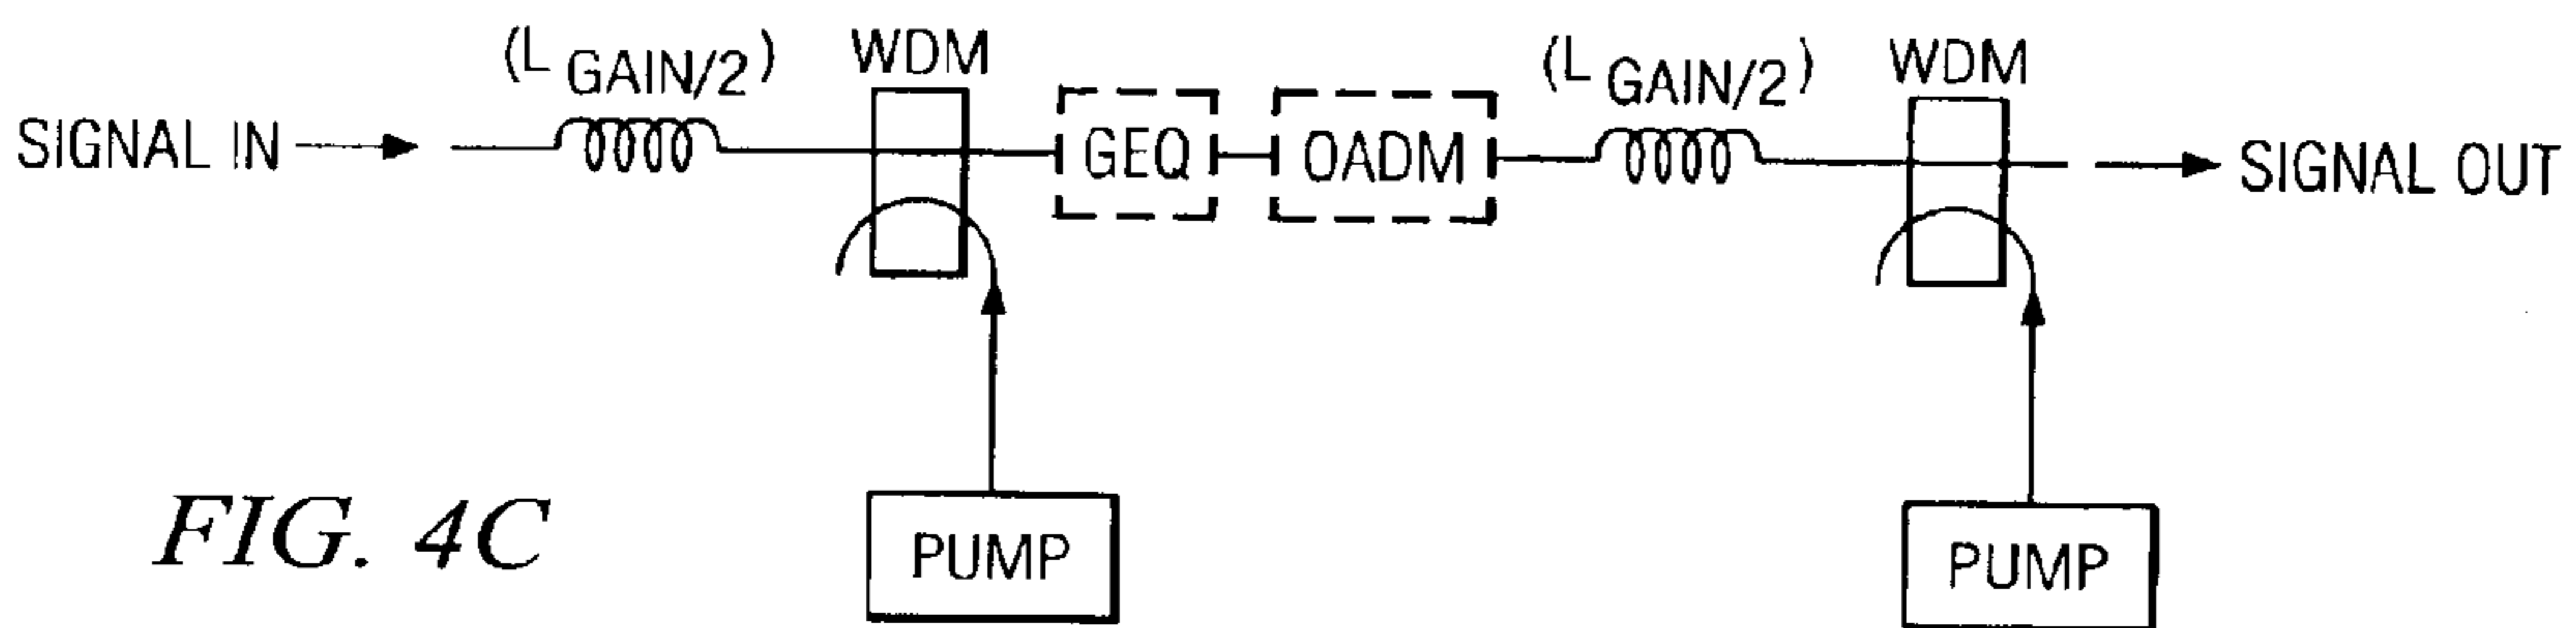 (L GAIN/2)
WDM
(L GAIN/2)
WDM
SIGNAL IN
GEQ
OADM
SIGNAL OUT
PUMP
PUMP
FIG. 4C